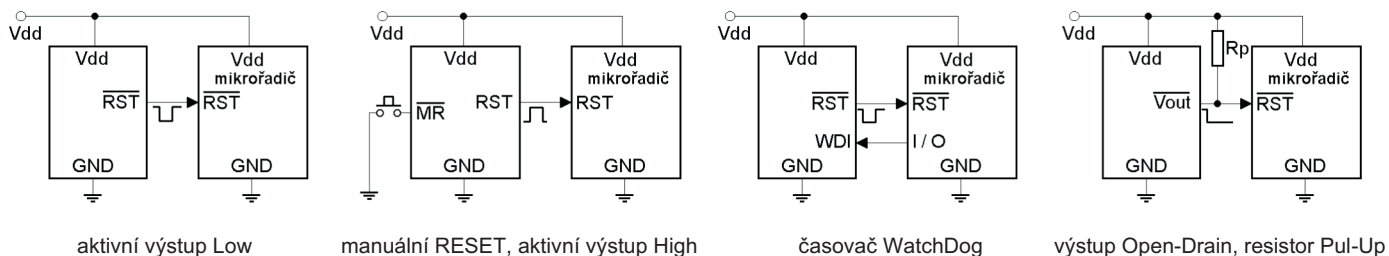 Vdd
Vdd
Vdd
mikrořadič
RST
RST
GND
GND
aktivní výstup Low
Vdd
Vdd
Vdd
mikrořadič
MR
RST
RST
GND
GND
manuální RESET, aktivní výstup High
Vdd
Vdd
Vdd
mikrořadič
RST
RST
WDI
I / O
GND
GND
časovač WatchDog
Vdd
Vdd
Rp
Vdd
mikrořadič
Vout
RST
GND
GND
výstup Open-Drain, resistor Pul-Up